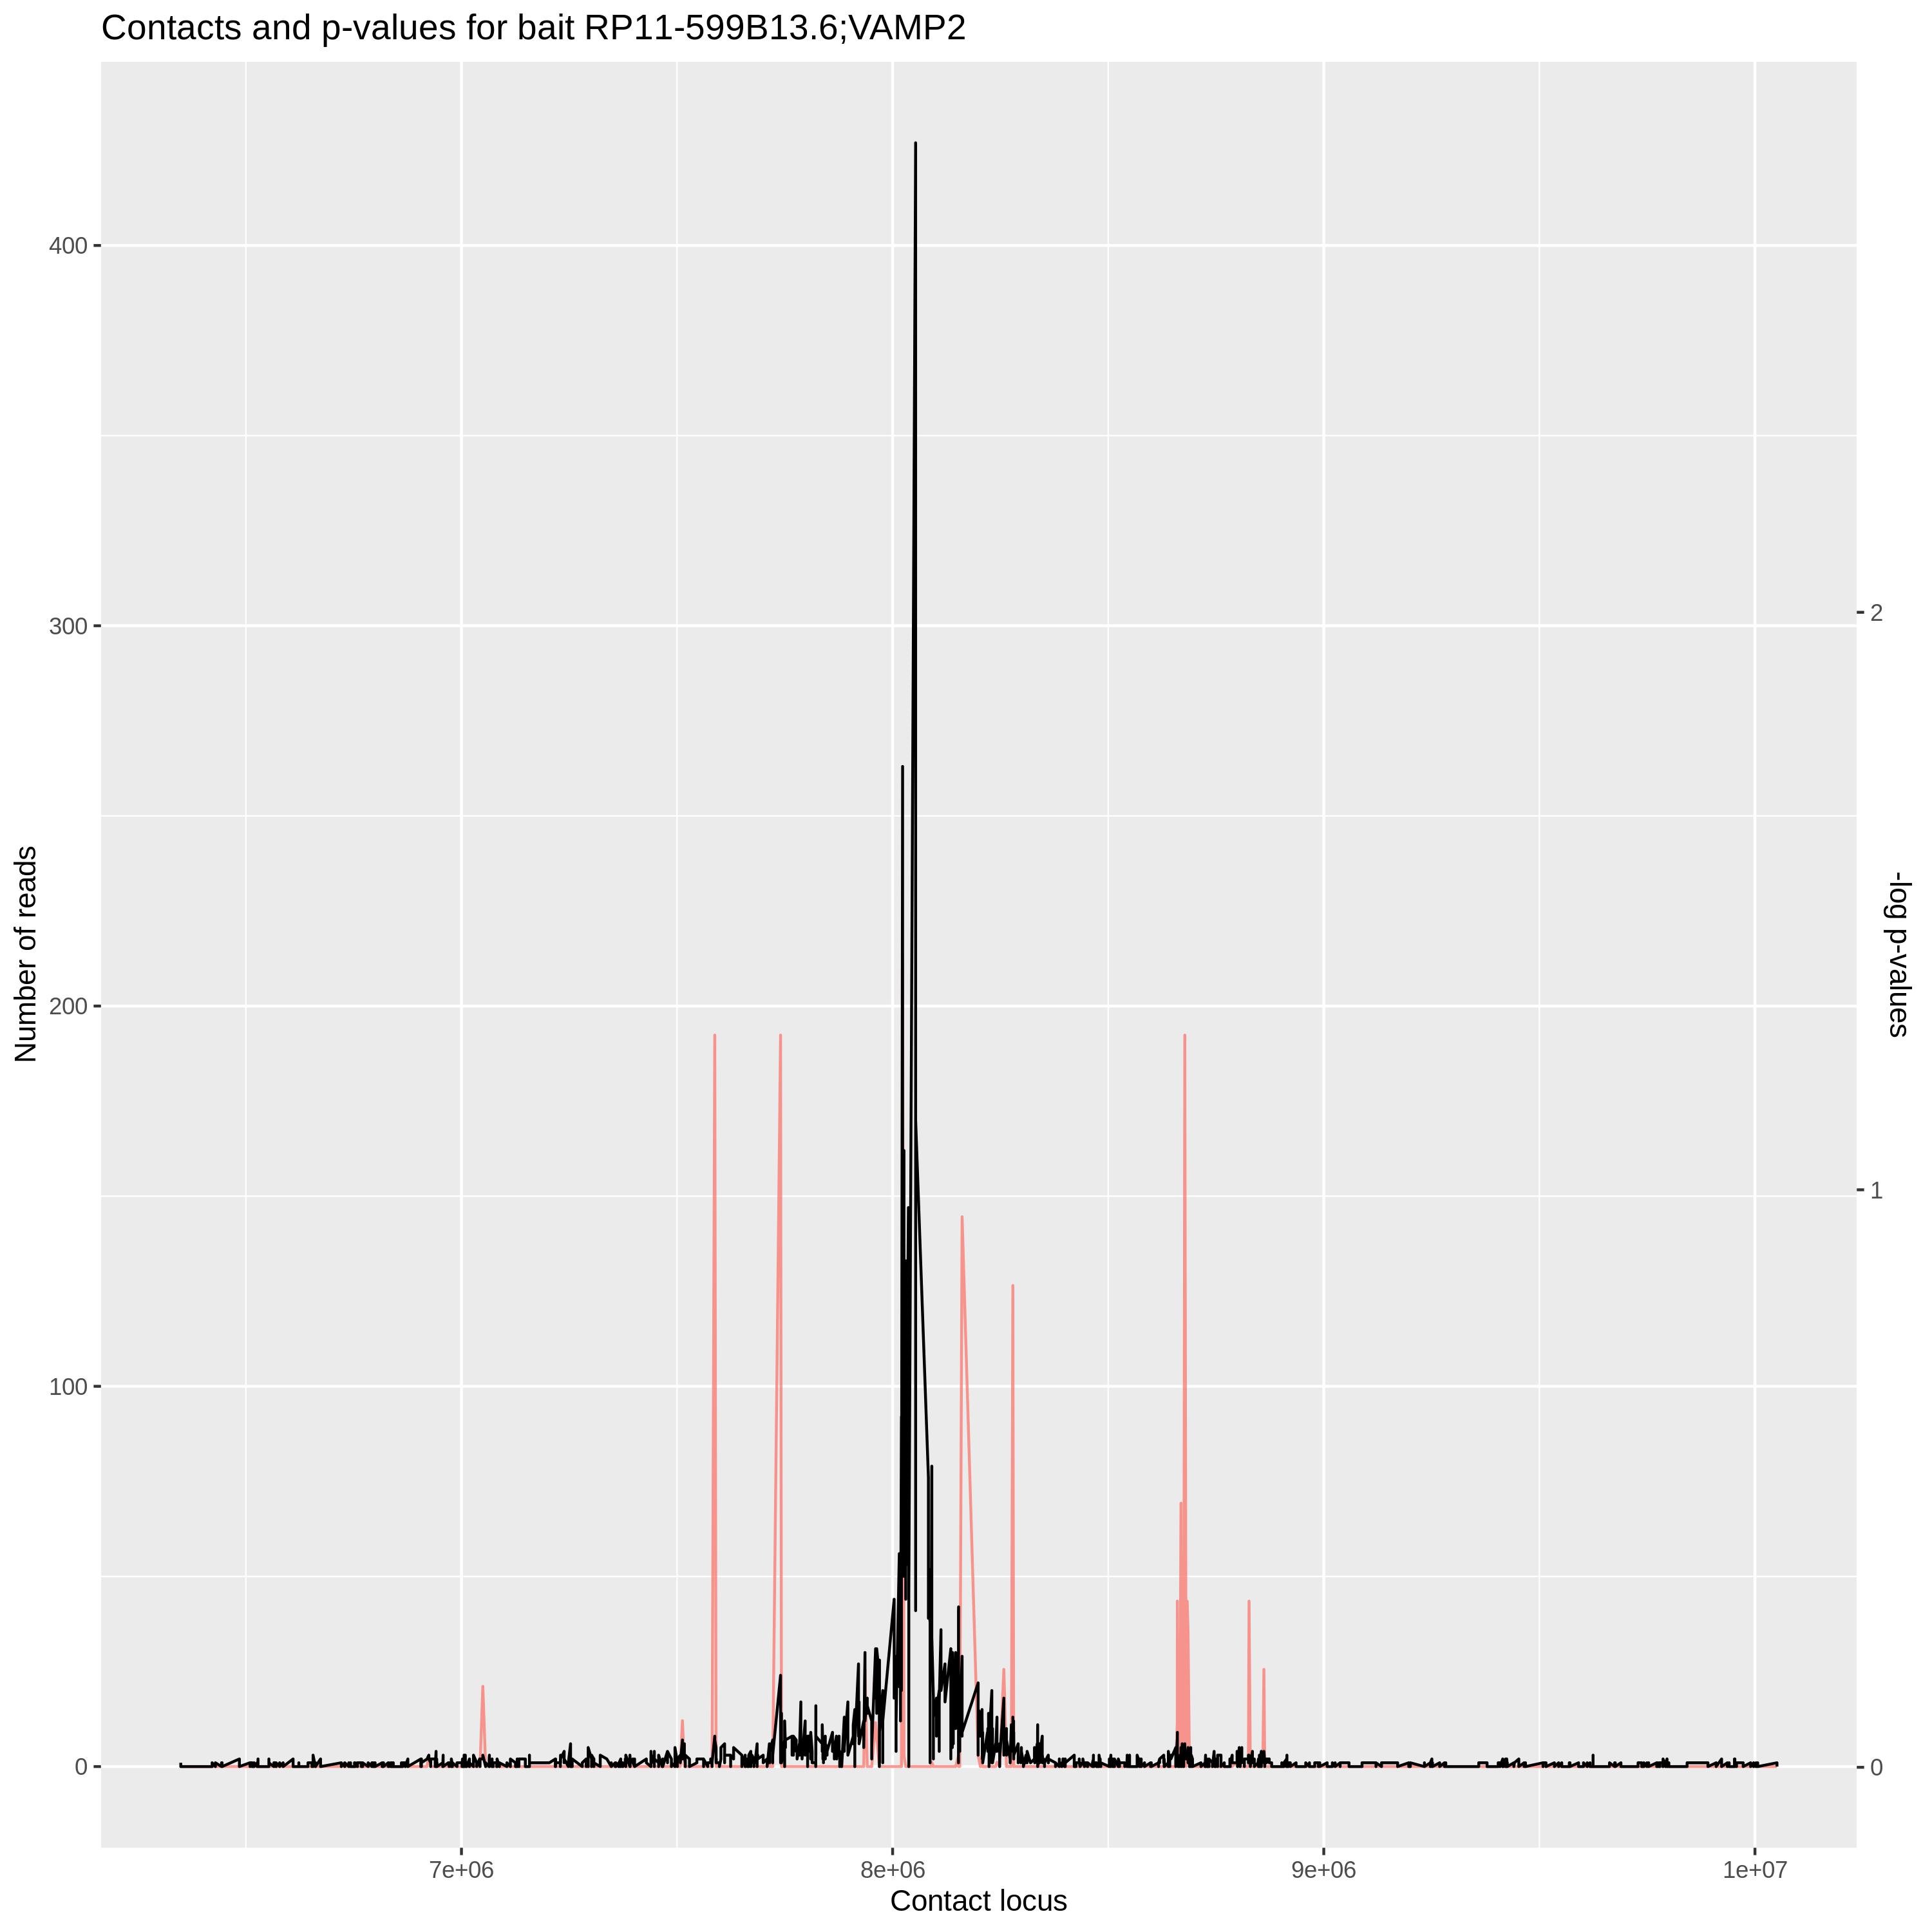 Contacts and p-values for bait RP11-599B13.6;VAMP2
400
300
200
100
0
Number of reads
2
1
0
-log p-values
7e+06
8e+06
9e+06
1e+07
Contact locus